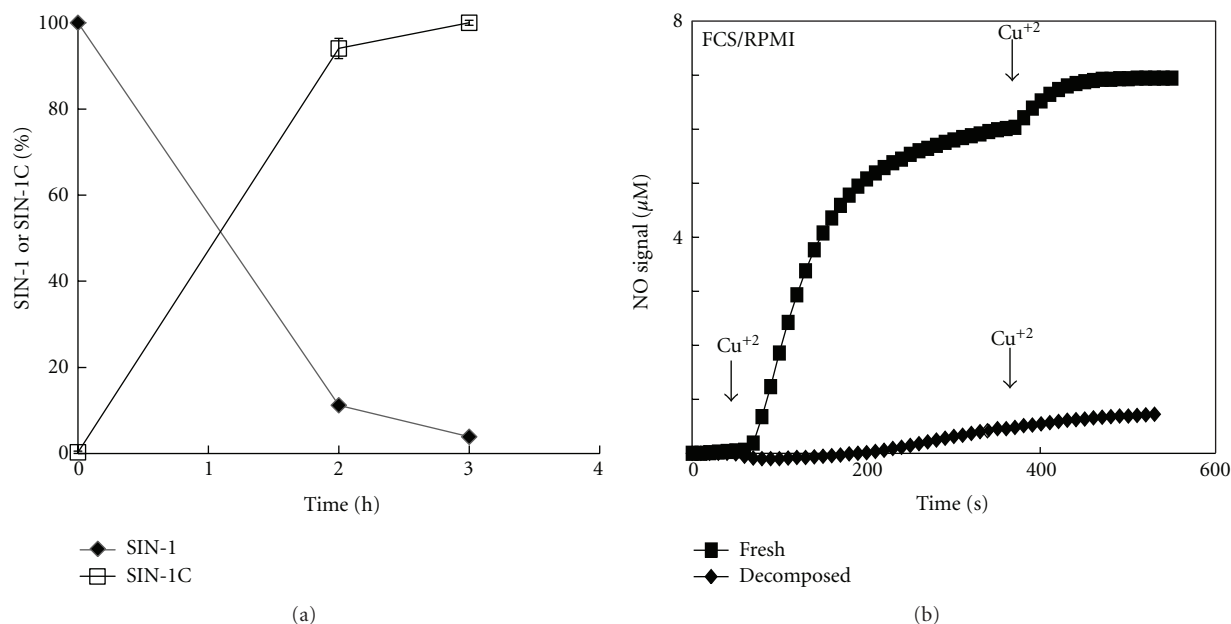 100
80
60
40
20
0
SIN-1 or SIN-1C (%)
0
1
2
3
4
Time (h)
SIN-1
SIN-1C
(a)
FCS/RPMI
8
4
NO signal (µM)
Cu+2
Cu+2
Cu+2
0
200
400
600
Time (s)
Fresh
Decomposed
(b)